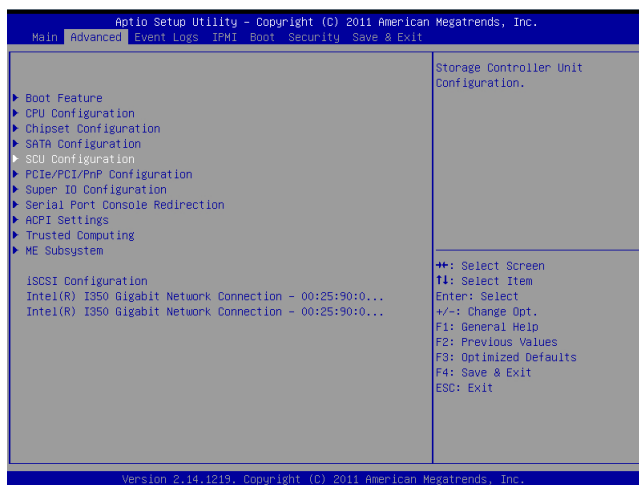 Aptio Setup Utility – Copyright (C) 2011 American Megatrends, Inc.
Main Advanced Event Logs IPMI Boot Security Save & Exit
Boot Feature
CPU Configuration
Chipset Configuration
SATA Configuration
SCU Configuration
PCIe/PCI/PnP Configuration
Super IO Configuration
Serial Port Console Redirection
ACPI Settings
Trusted Computing
ME Subsystem
iSCSI Configuration
Intel(R) I350 Gigabit Network Connection – 00:25:90:0...
Intel(R) I350 Gigabit Network Connection – 00:25:90:0...
Storage Controller Unit
Configuration.
→←: Select Screen
↑↓: Select Item
Enter: Select
+/-: Change Opt.
F1: General Help
F2: Previous Values
F3: Optimized Defaults
F4: Save & Exit
ESC: Exit
Version 2.14.1219. Copyright (C) 2011 American Megatrends, Inc.